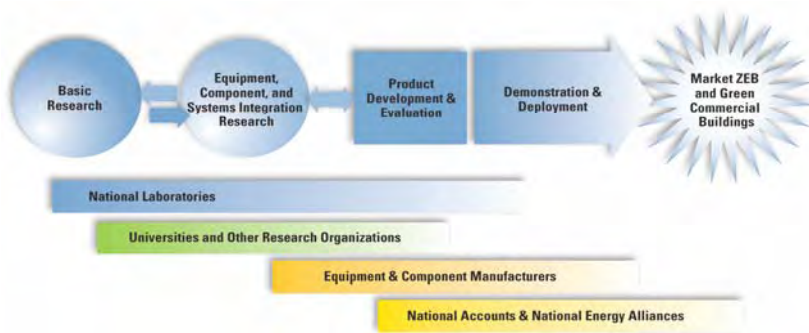 Basic
Research
Equipment,
Component, and
Systems Integration
Research
Product
Development &
Evaluation
Demonstration &
Deployment
Market ZEB
and Green
Commercial
Buildings
National Laboratories
Universities and Other Research Organizations
Equipment & Component Manufacturers
National Accounts & National Energy Alliances